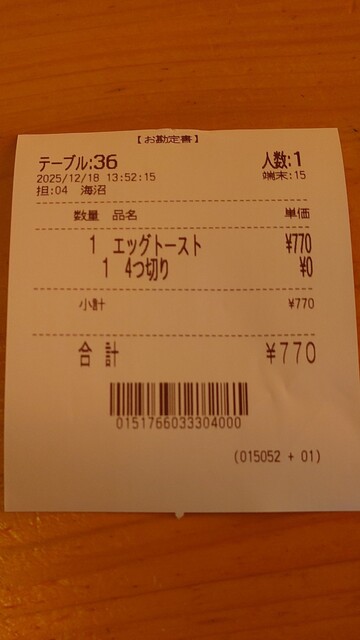 【お勘定書】
テーブル:36 人数:1
2025/12/18 13:52:15 端末:15
担:04 海沼
数量 品名 単価
1 エッグトースト ¥770
1 4つ切り ¥0
小計 ¥770
合計 ¥770
0151766033304000
(015052 + 01)